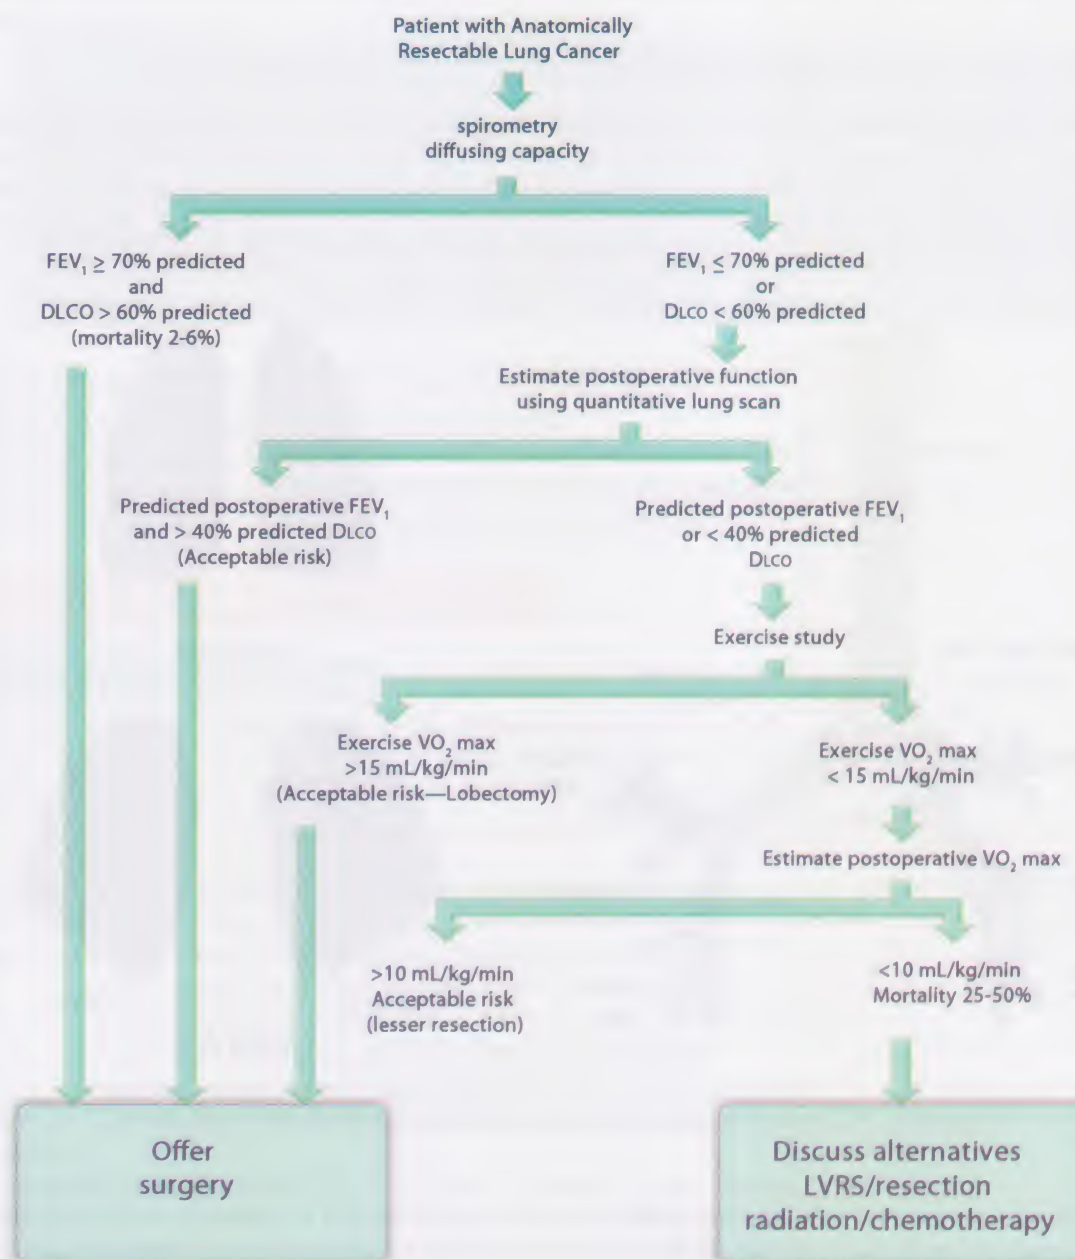 Patient with Anatomically
Resectable Lung Cancer
spirometry
diffusing capacity
FEV₁ ≥ 70% predicted
and
DLCO > 60% predicted
(mortality 2-6%)
FEV₁ ≤ 70% predicted
or
DLCO < 60% predicted
Estimate postoperative function
using quantitative lung scan
Predicted postoperative FEV₁
and > 40% predicted DLCO
(Acceptable risk)
Predicted postoperative FEV₁
or < 40% predicted
DLCO
Exercise study
Exercise VO₂ max
>15 mL/kg/min
(Acceptable risk—Lobectomy)
Exercise VO₂ max
< 15 mL/kg/min
Estimate postoperative VO₂ max
>10 mL/kg/min
Acceptable risk
(lesser resection)
<10 mL/kg/min
Mortality 25-50%
Offer
surgery
Discuss alternatives
LVRS/resection
radiation/chemotherapy